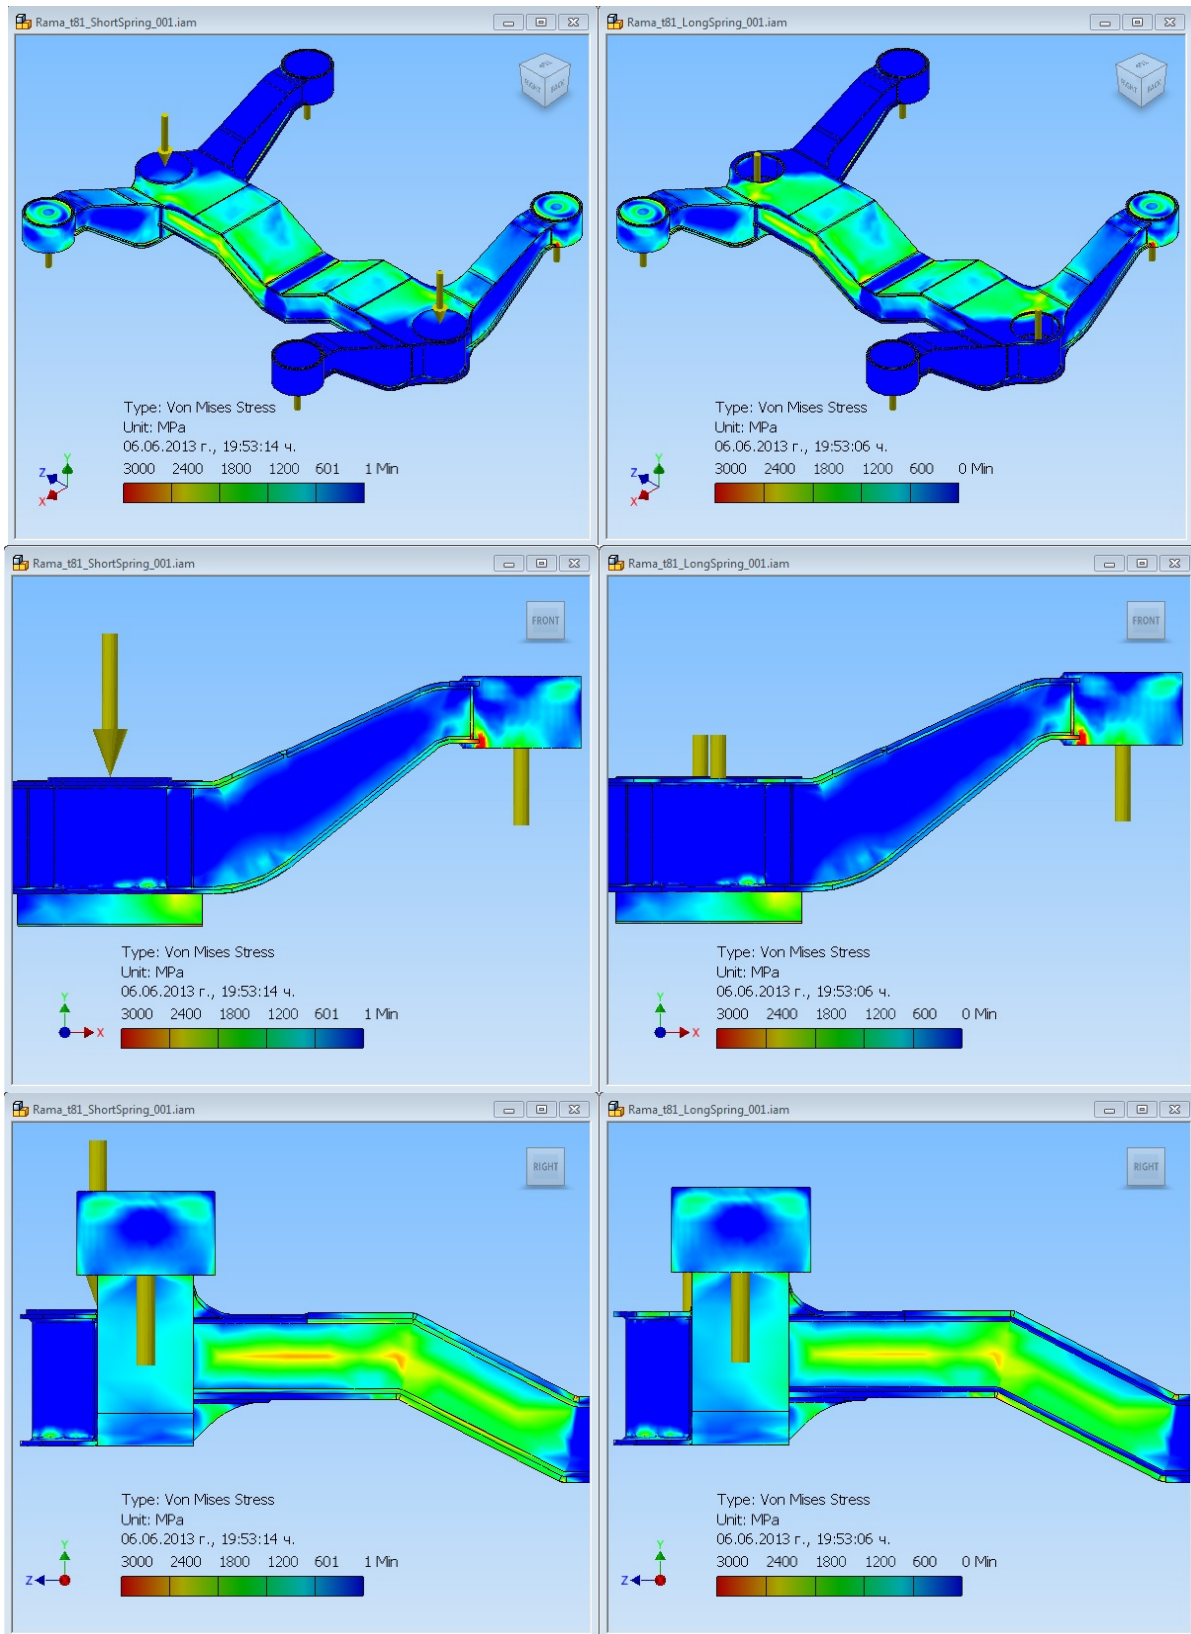 Rama_t81_ShortSpring_001.iam
RIGHT
BACK
Type: Von Mises Stress
Unit: MPa
06.06.2013 г., 19:53:14 ч.
3000 2400 1800 1200 601 1 Min
Y
Z
X
Rama_t81_LongSpring_001.iam
RIGHT
BACK
Type: Von Mises Stress
Unit: MPa
06.06.2013 г., 19:53:06 ч.
3000 2400 1800 1200 600 0 Min
Y
Z
X
Rama_t81_ShortSpring_001.iam
FRONT
Type: Von Mises Stress
Unit: MPa
06.06.2013 г., 19:53:14 ч.
3000 2400 1800 1200 601 1 Min
Y
X
Rama_t81_LongSpring_001.iam
FRONT
Type: Von Mises Stress
Unit: MPa
06.06.2013 г., 19:53:06 ч.
3000 2400 1800 1200 600 0 Min
Y
X
Rama_t81_ShortSpring_001.iam
RIGHT
Type: Von Mises Stress
Unit: MPa
06.06.2013 г., 19:53:14 ч.
3000 2400 1800 1200 601 1 Min
Y
Z
Rama_t81_LongSpring_001.iam
RIGHT
Type: Von Mises Stress
Unit: MPa
06.06.2013 г., 19:53:06 ч.
3000 2400 1800 1200 600 0 Min
Y
Z